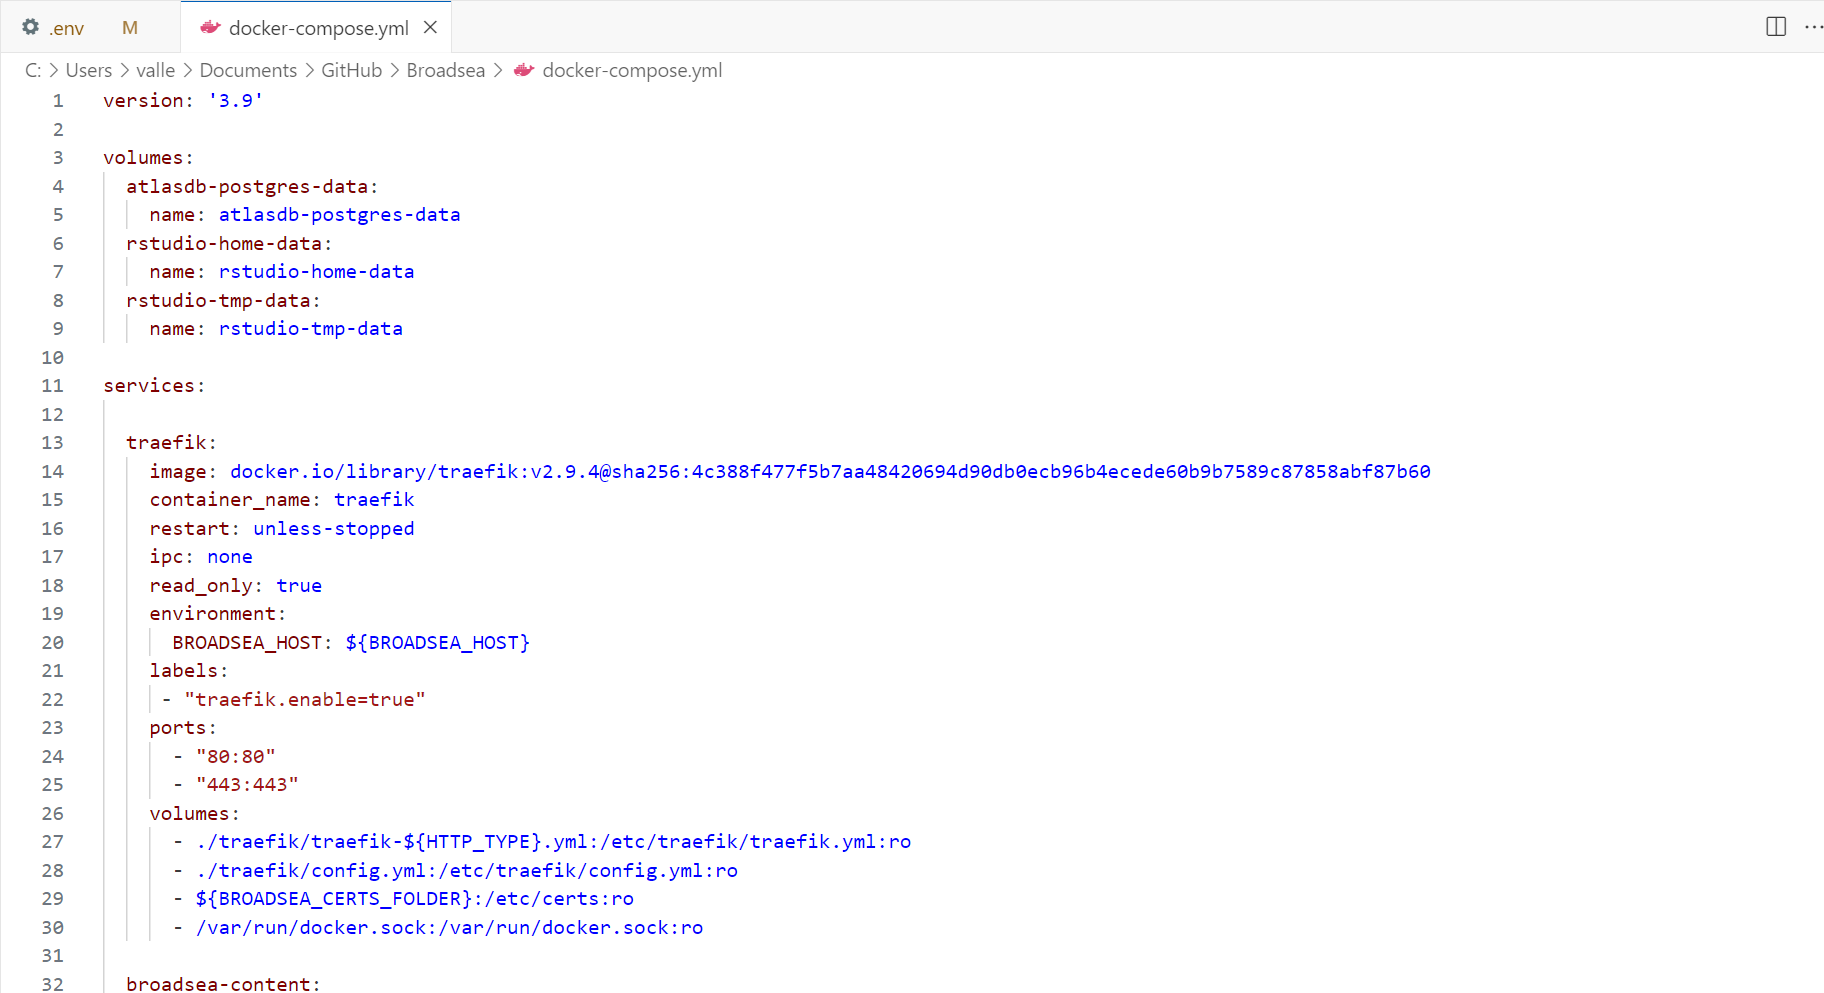 .env M docker-compose.yml
C: > Users > valle > Documents > GitHub > Broadsea > docker-compose.yml
1 version: '3.9'
2
3 volumes:
4 atlasdb-postgres-data:
5 name: atlasdb-postgres-data
6 rstudio-home-data:
7 name: rstudio-home-data
8 rstudio-tmp-data:
9 name: rstudio-tmp-data
10
11 services:
12
13 traefik:
14 image: docker.io/library/traefik:v2.9.4@sha256:4c388f477f5b7aa48420694d90db0ecb96b4ecede60b9b7589c87858abf87b60
15 container_name: traefik
16 restart: unless-stopped
17 ipc: none
18 read_only: true
19 environment:
20 BROADSEA_HOST: ${BROADSEA_HOST}
21 labels:
22 - "traefik.enable=true"
23 ports:
24 - "80:80"
25 - "443:443"
26 volumes:
27 - ./traefik/traefik-${HTTP_TYPE}.yml:/etc/traefik/traefik.yml:ro
28 - ./traefik/config.yml:/etc/traefik/config.yml:ro
29 - ${BROADSEA_CERTS_FOLDER}:/etc/certs:ro
30 - /var/run/docker.sock:/var/run/docker.sock:ro
31
32 broadsea-content: